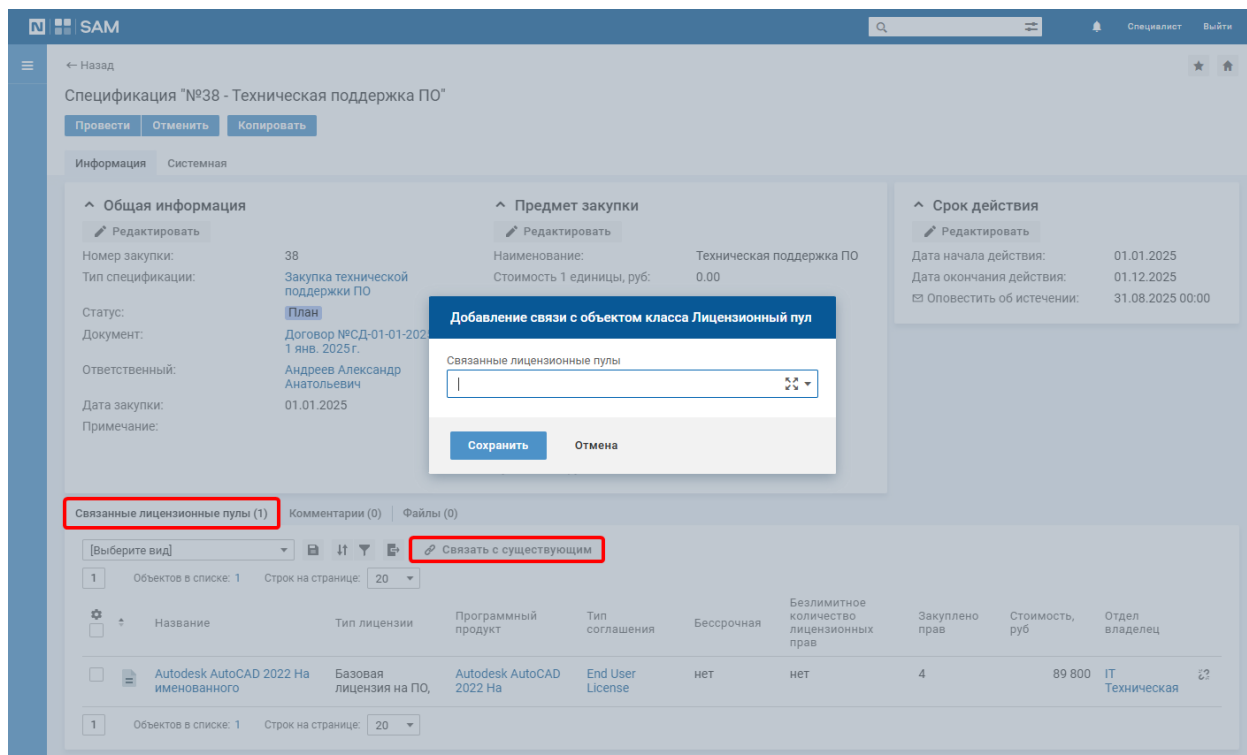 N SAM
Специалист Выйти
← Назад
Спецификация "№38 - Техническая поддержка ПО"
Провести Отменить Копировать
Информация Системная
Общая информация
Редактировать
Номер закупки: 38
Тип спецификации: Закупка технической
поддержки ПО
Статус: План
Документ: Договор №СД-01-01-202
1 янв. 2025 г.
Ответственный: Андреев Александр
Анатольевич
Дата закупки: 01.01.2025
Примечание:
Предмет закупки
Редактировать
Наименование: Техническая поддержка ПО
Стоимость 1 единицы, руб: 0.00
Срок действия
Редактировать
Дата начала действия: 01.01.2025
Дата окончания действия: 01.12.2025
Оповестить об истечении: 31.08.2025 00:00
Добавление связи с объектом класса Лицензионный пул
Связанные лицензионные пулы
Сохранить Отмена
Связанные лицензионные пулы (1) Комментарии (0) Файлы (0)
[Выберите вид] Связать с существующим
1 Объектов в списке: 1 Строк на странице: 20
Название
Тип лицензии
Программный
продукт
Тип
соглашения
Бессрочная
Безлимитное
количество
лицензионных
прав
Закуплено
прав
Стоимость,
руб
Отдел
владелец
Autodesk AutoCAD 2022 На
именованного
Базовая
лицензия на ПО,
Autodesk AutoCAD
2022 На
End User
License
нет
нет
4
89 800
IT
Техническая
1 Объектов в списке: 1 Строк на странице: 20